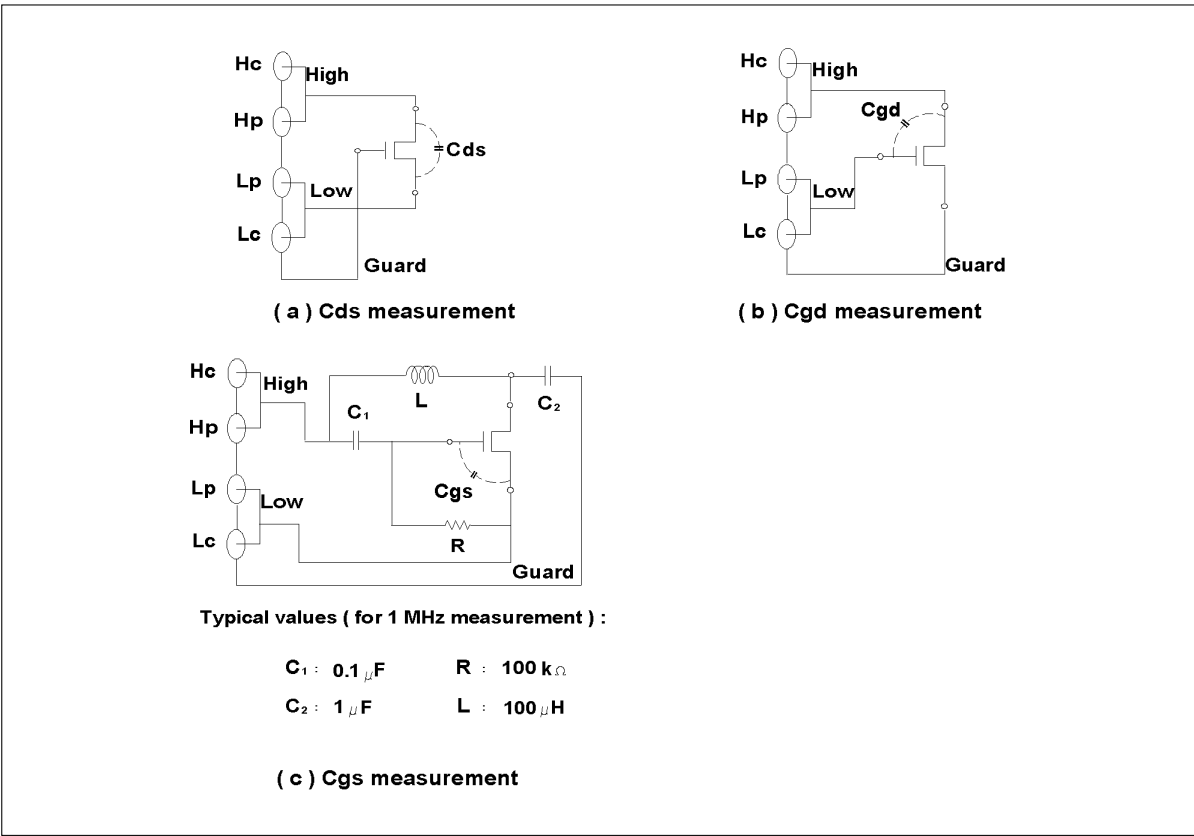 Hc
High
Hp
Cds
Lp
Low
Lc
Guard
( a ) Cds measurement
Hc
High
Cgd
Hp
Lp
Low
Lc
Guard
( b ) Cgd measurement
Hc
High
L
C₂
C₁
Hp
Lp
Cgs
Low
Lc
R
Guard
Typical values ( for 1 MHz measurement ) :
C₁ : 0.1 μF R : 100 kΩ
C₂ : 1 μF L : 100 μH
( c ) Cgs measurement